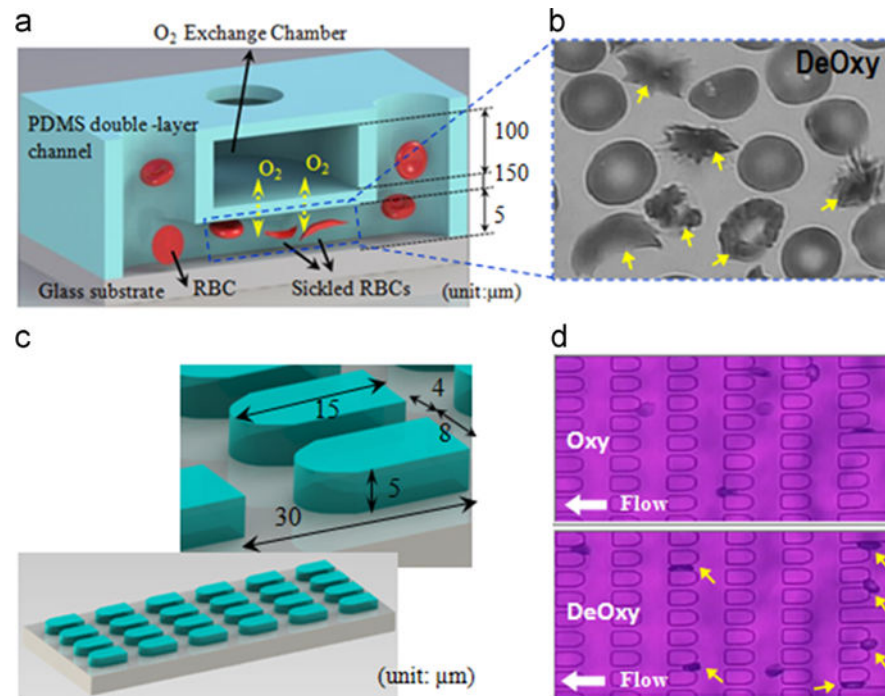 a
O₂ Exchange Chamber
PDMS double -layer
channel
O₂
O₂
100
150
5
Glass substrate
RBC
Sickled RBCs
(unit:µm)
b
DeOxy
c
15
4
8
5
30
(unit: µm)
d
Oxy
Flow
DeOxy
Flow